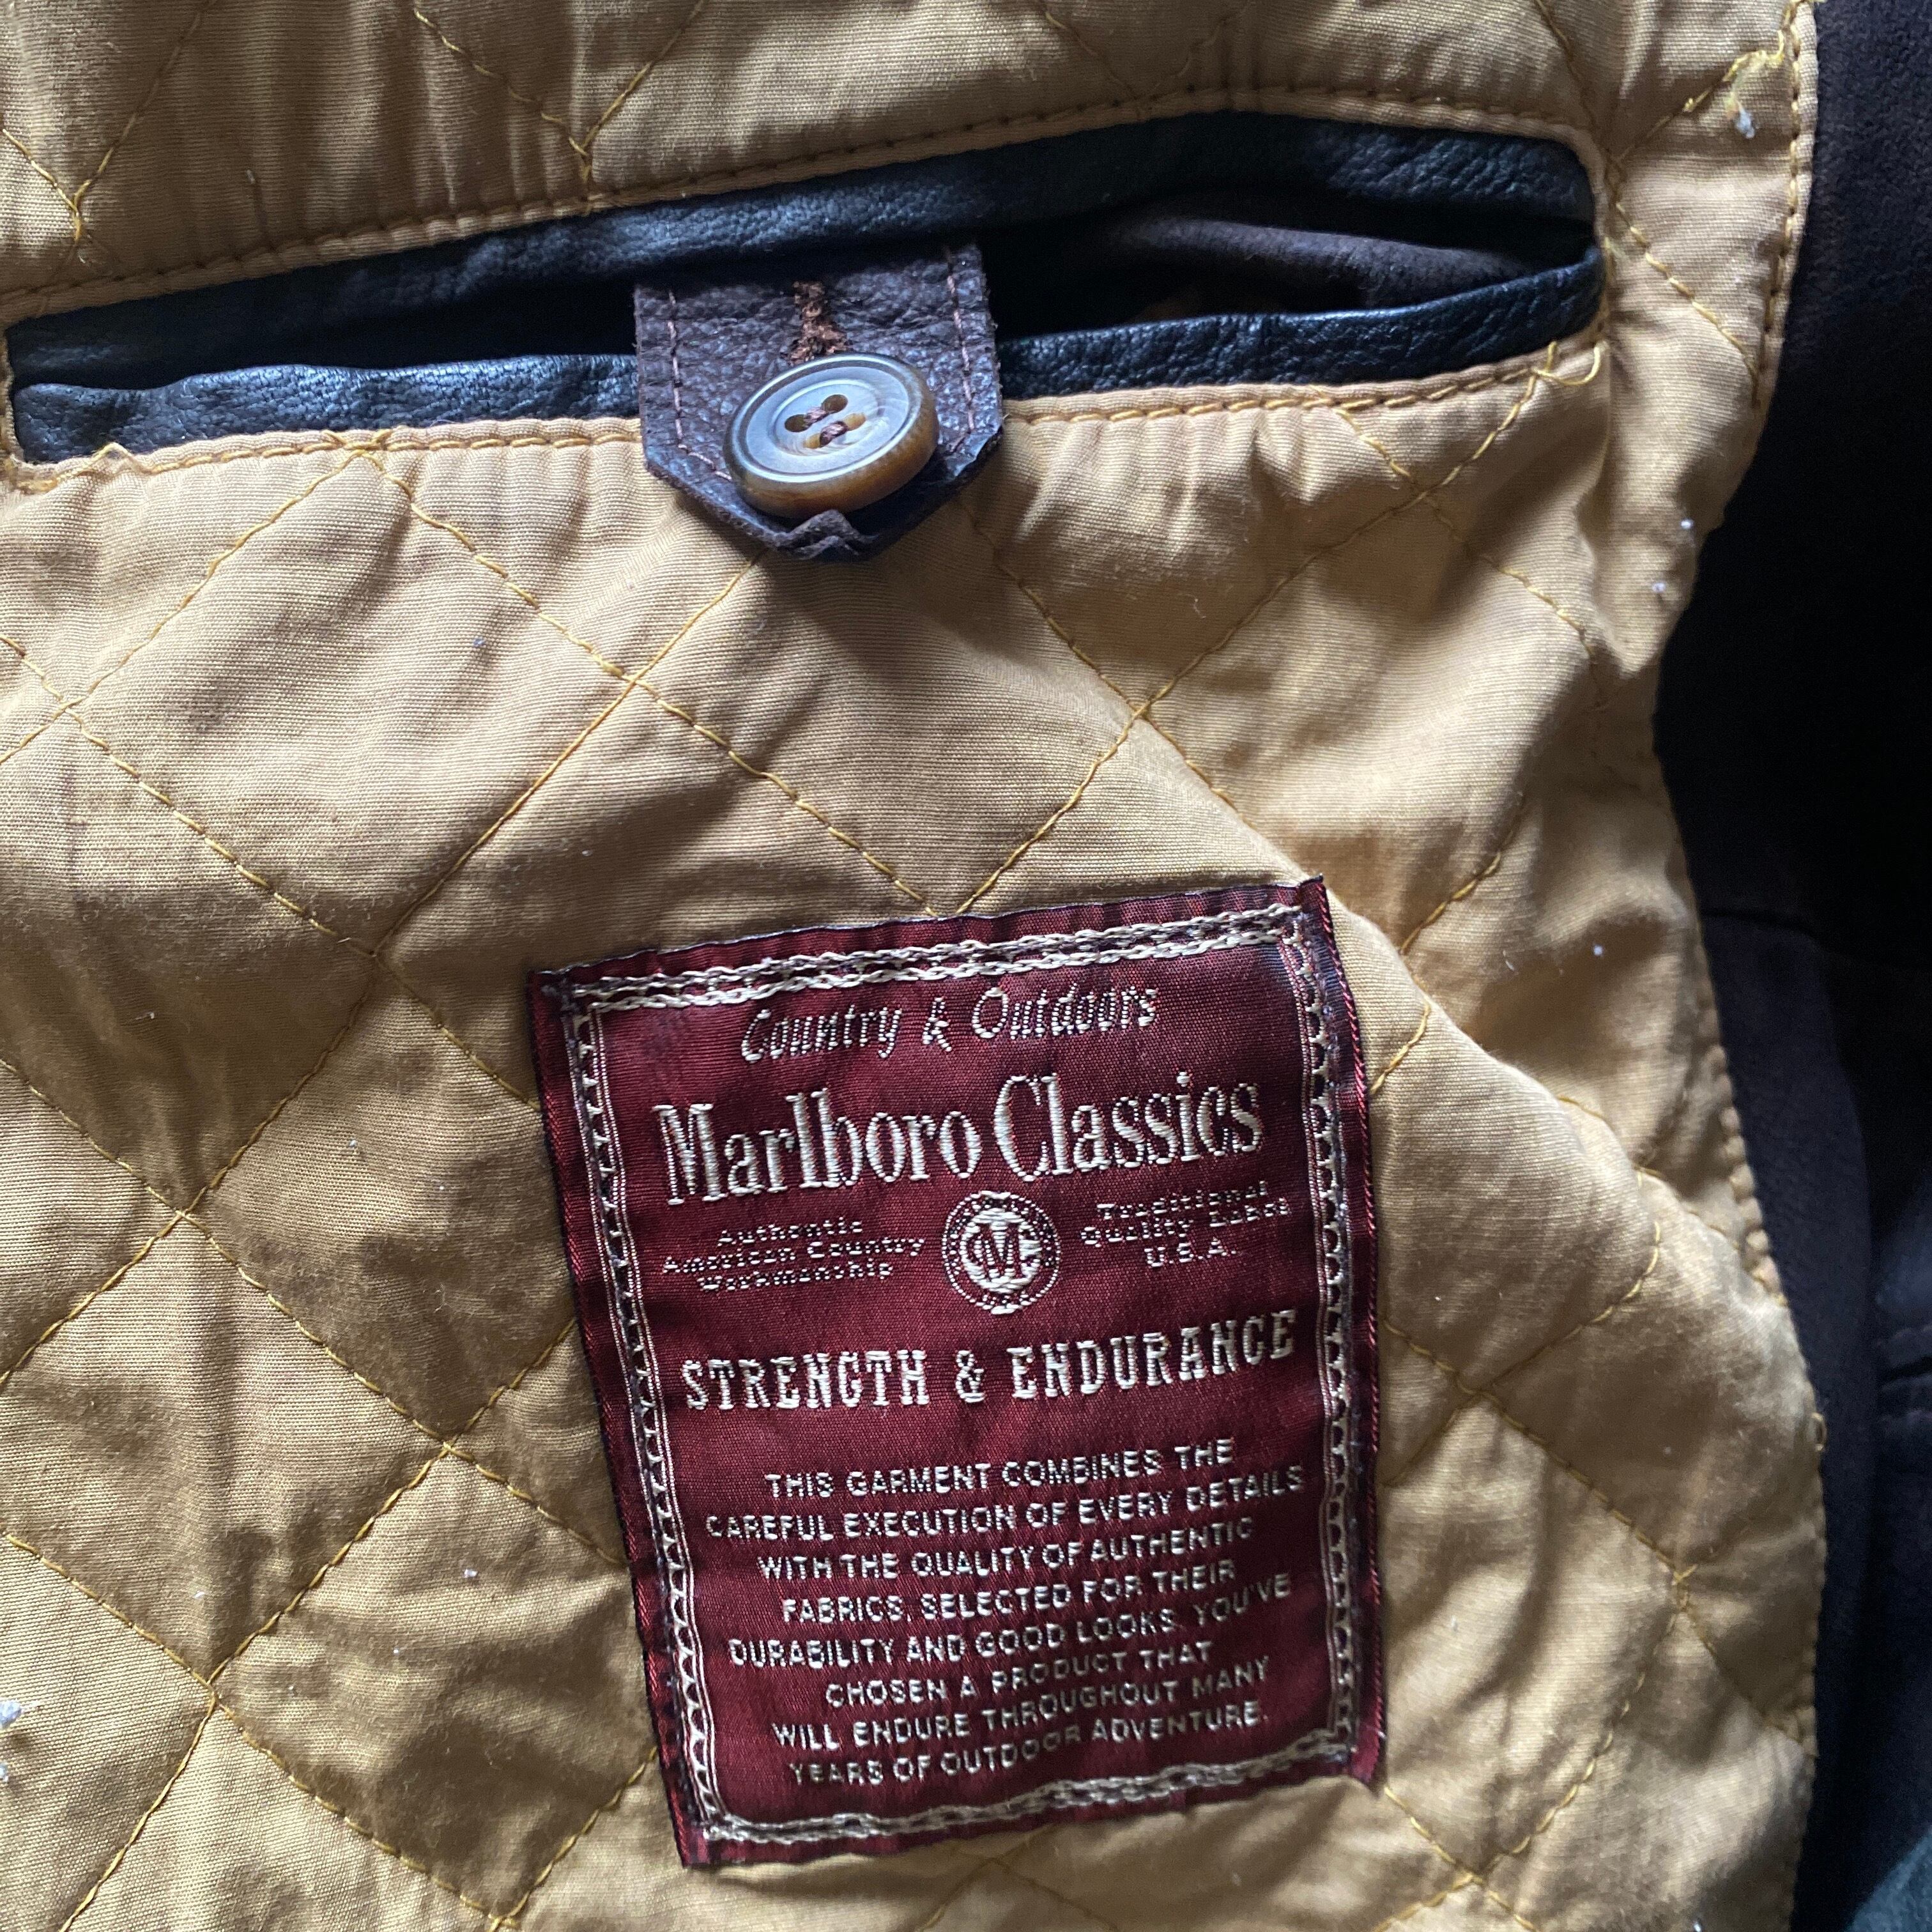 Country & Outdoors
Marlboro Classics
Authentic
American Country
Workmanship
MC
Traditional
Quality Goods
U.S.A.
STRENGTH & ENDURANCE
THIS GARMENT COMBINES THE
CAREFUL EXECUTION OF EVERY DETAILS
WITH THE QUALITY OF AUTHENTIC
FABRICS, SELECTED FOR THEIR
DURABILITY AND GOOD LOOKS. YOU'VE
CHOSEN A PRODUCT THAT
WILL ENDURE THROUGHOUT MANY
YEARS OF OUTDOOR ADVENTURE.